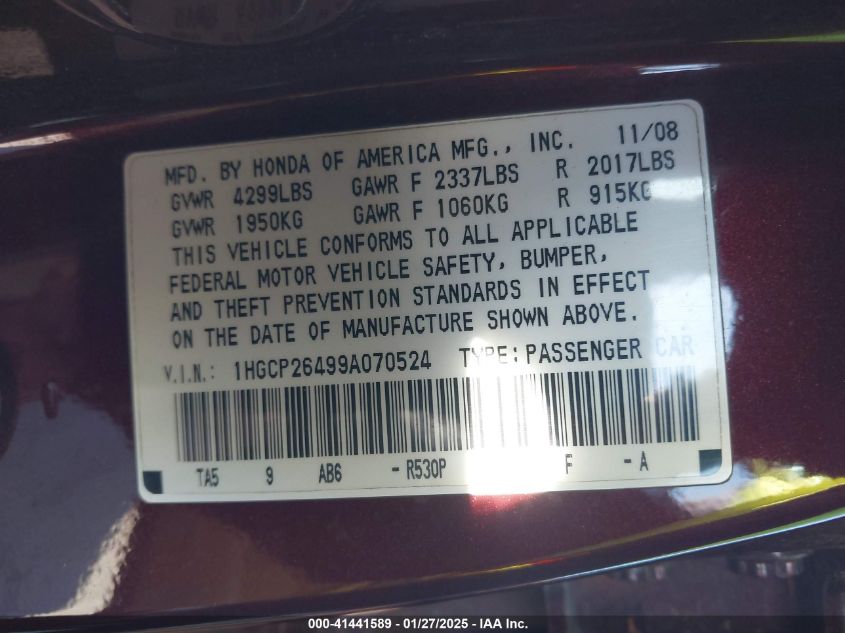 MFD. BY HONDA OF AMERICA MFG., INC. 11/08
GVWR 4299LBS GAWR F 2337LBS R 2017LBS
GVWR 1950KG GAWR F 1060KG R 915KG
THIS VEHICLE CONFORMS TO ALL APPLICABLE
FEDERAL MOTOR VEHICLE SAFETY, BUMPER,
AND THEFT PREVENTION STANDARDS IN EFFECT
ON THE DATE OF MANUFACTURE SHOWN ABOVE.
V.I.N.: 1HGCP26499A070524 TYPE: PASSENGER CAR
TA5 9 AB6 - R530P F - A
000-41441589 - 01/27/2025 - IAA Inc.